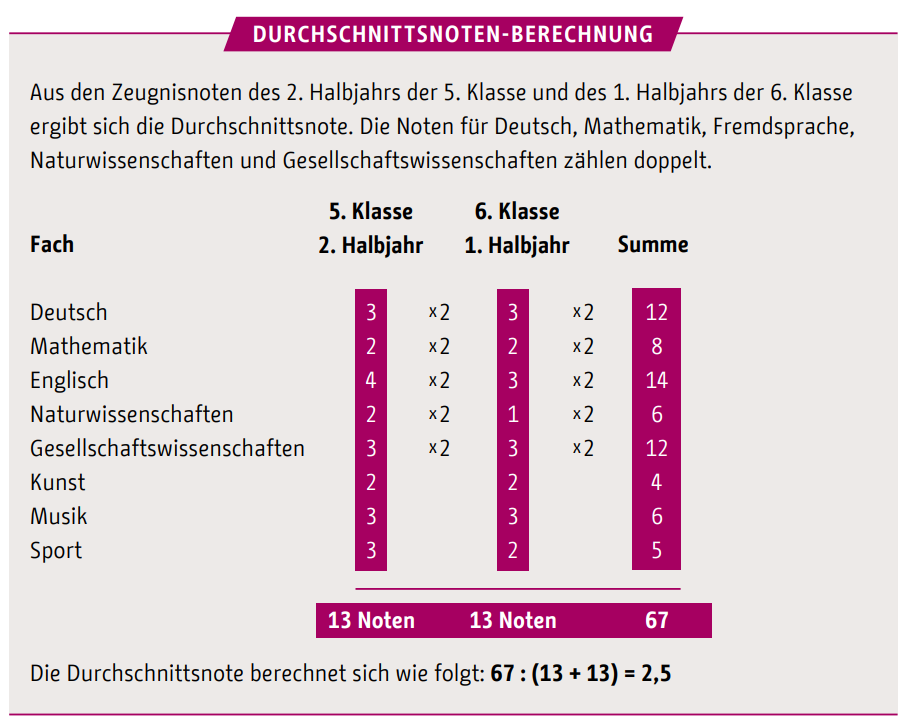 DURCHSCHNITTSNOTEN-BERECHNUNG
Aus den Zeugnisnoten des 2. Halbjahrs der 5. Klasse und des 1. Halbjahrs der 6. Klasse
ergibt sich die Durchschnittsnote. Die Noten für Deutsch, Mathematik, Fremdsprache,
Naturwissenschaften und Gesellschaftswissenschaften zählen doppelt.
5. Klasse 6. Klasse
Fach 2. Halbjahr 1. Halbjahr Summe
Deutsch 3 x2 3 x2 12
Mathematik 2 x2 2 x2 8
Englisch 4 x2 3 x2 14
Naturwissenschaften 2 x2 1 x2 6
Gesellschaftswissenschaften 3 x2 3 x2 12
Kunst 2 2 4
Musik 3 3 6
Sport 3 2 5
13 Noten 13 Noten 67
Die Durchschnittsnote berechnet sich wie folgt: 67 : (13 + 13) = 2,5